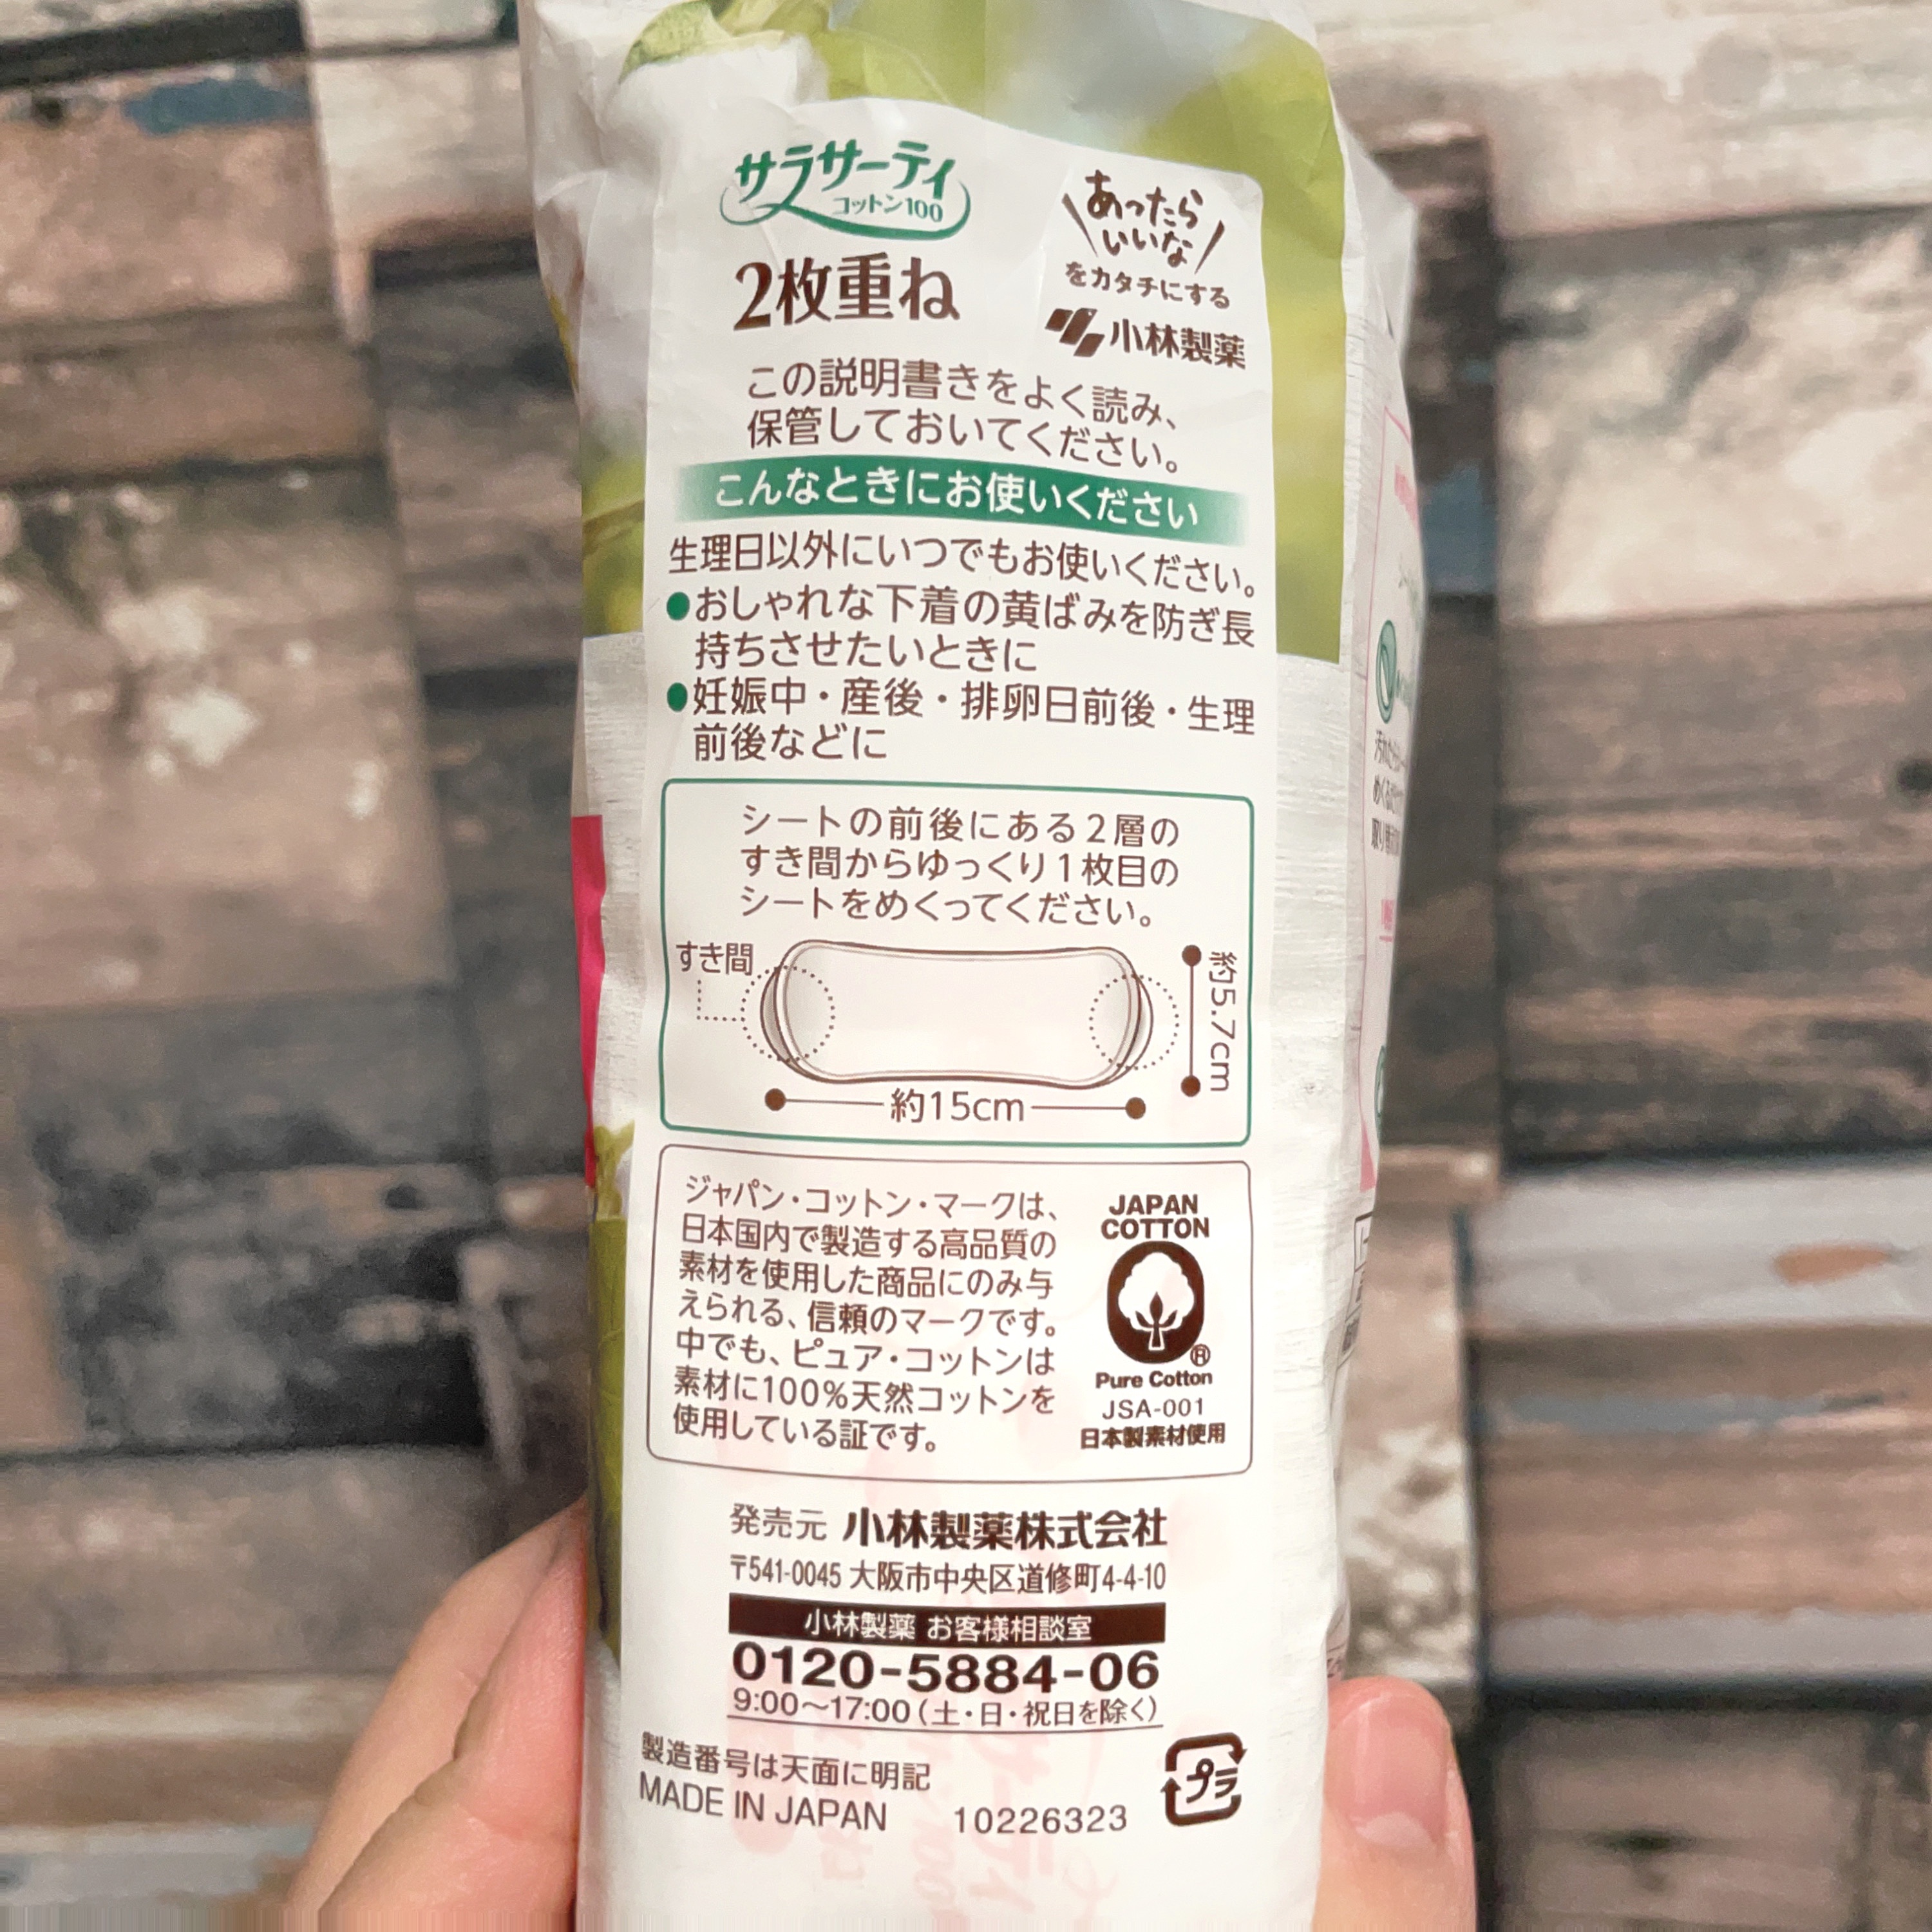 サラサーティ
コットン100
2枚重ね
あったら
いいな
をカタチにする
小林製薬
この説明書きをよく読み、
保管しておいてください。
こんなときにお使いください
生理日以外にいつでもお使いください。
●おしゃれな下着の黄ばみを防ぎ長
持ちさせたいときに
●妊娠中・産後・排卵日前後・生理
前後などに
シートの前後にある2層の
すき間からゆっくり1枚目の
シートをめくってください。
すき間
約5.7cm
約15cm
ジャパン・コットン・マークは、
日本国内で製造する高品質の
素材を使用した商品にのみ与
えられる、信頼のマークです。
中でも、ピュア・コットンは
素材に100%天然コットンを
使用している証です。
JAPAN
COTTON
®
Pure Cotton
JSA-001
日本製素材使用
発売元 小林製薬株式会社
〒541-0045 大阪市中央区道修町4-4-10
小林製薬 お客様相談室
0120-5884-06
9:00～17:00（土・日・祝日を除く）
製造番号は天面に明記
MADE IN JAPAN 10226323
プラ